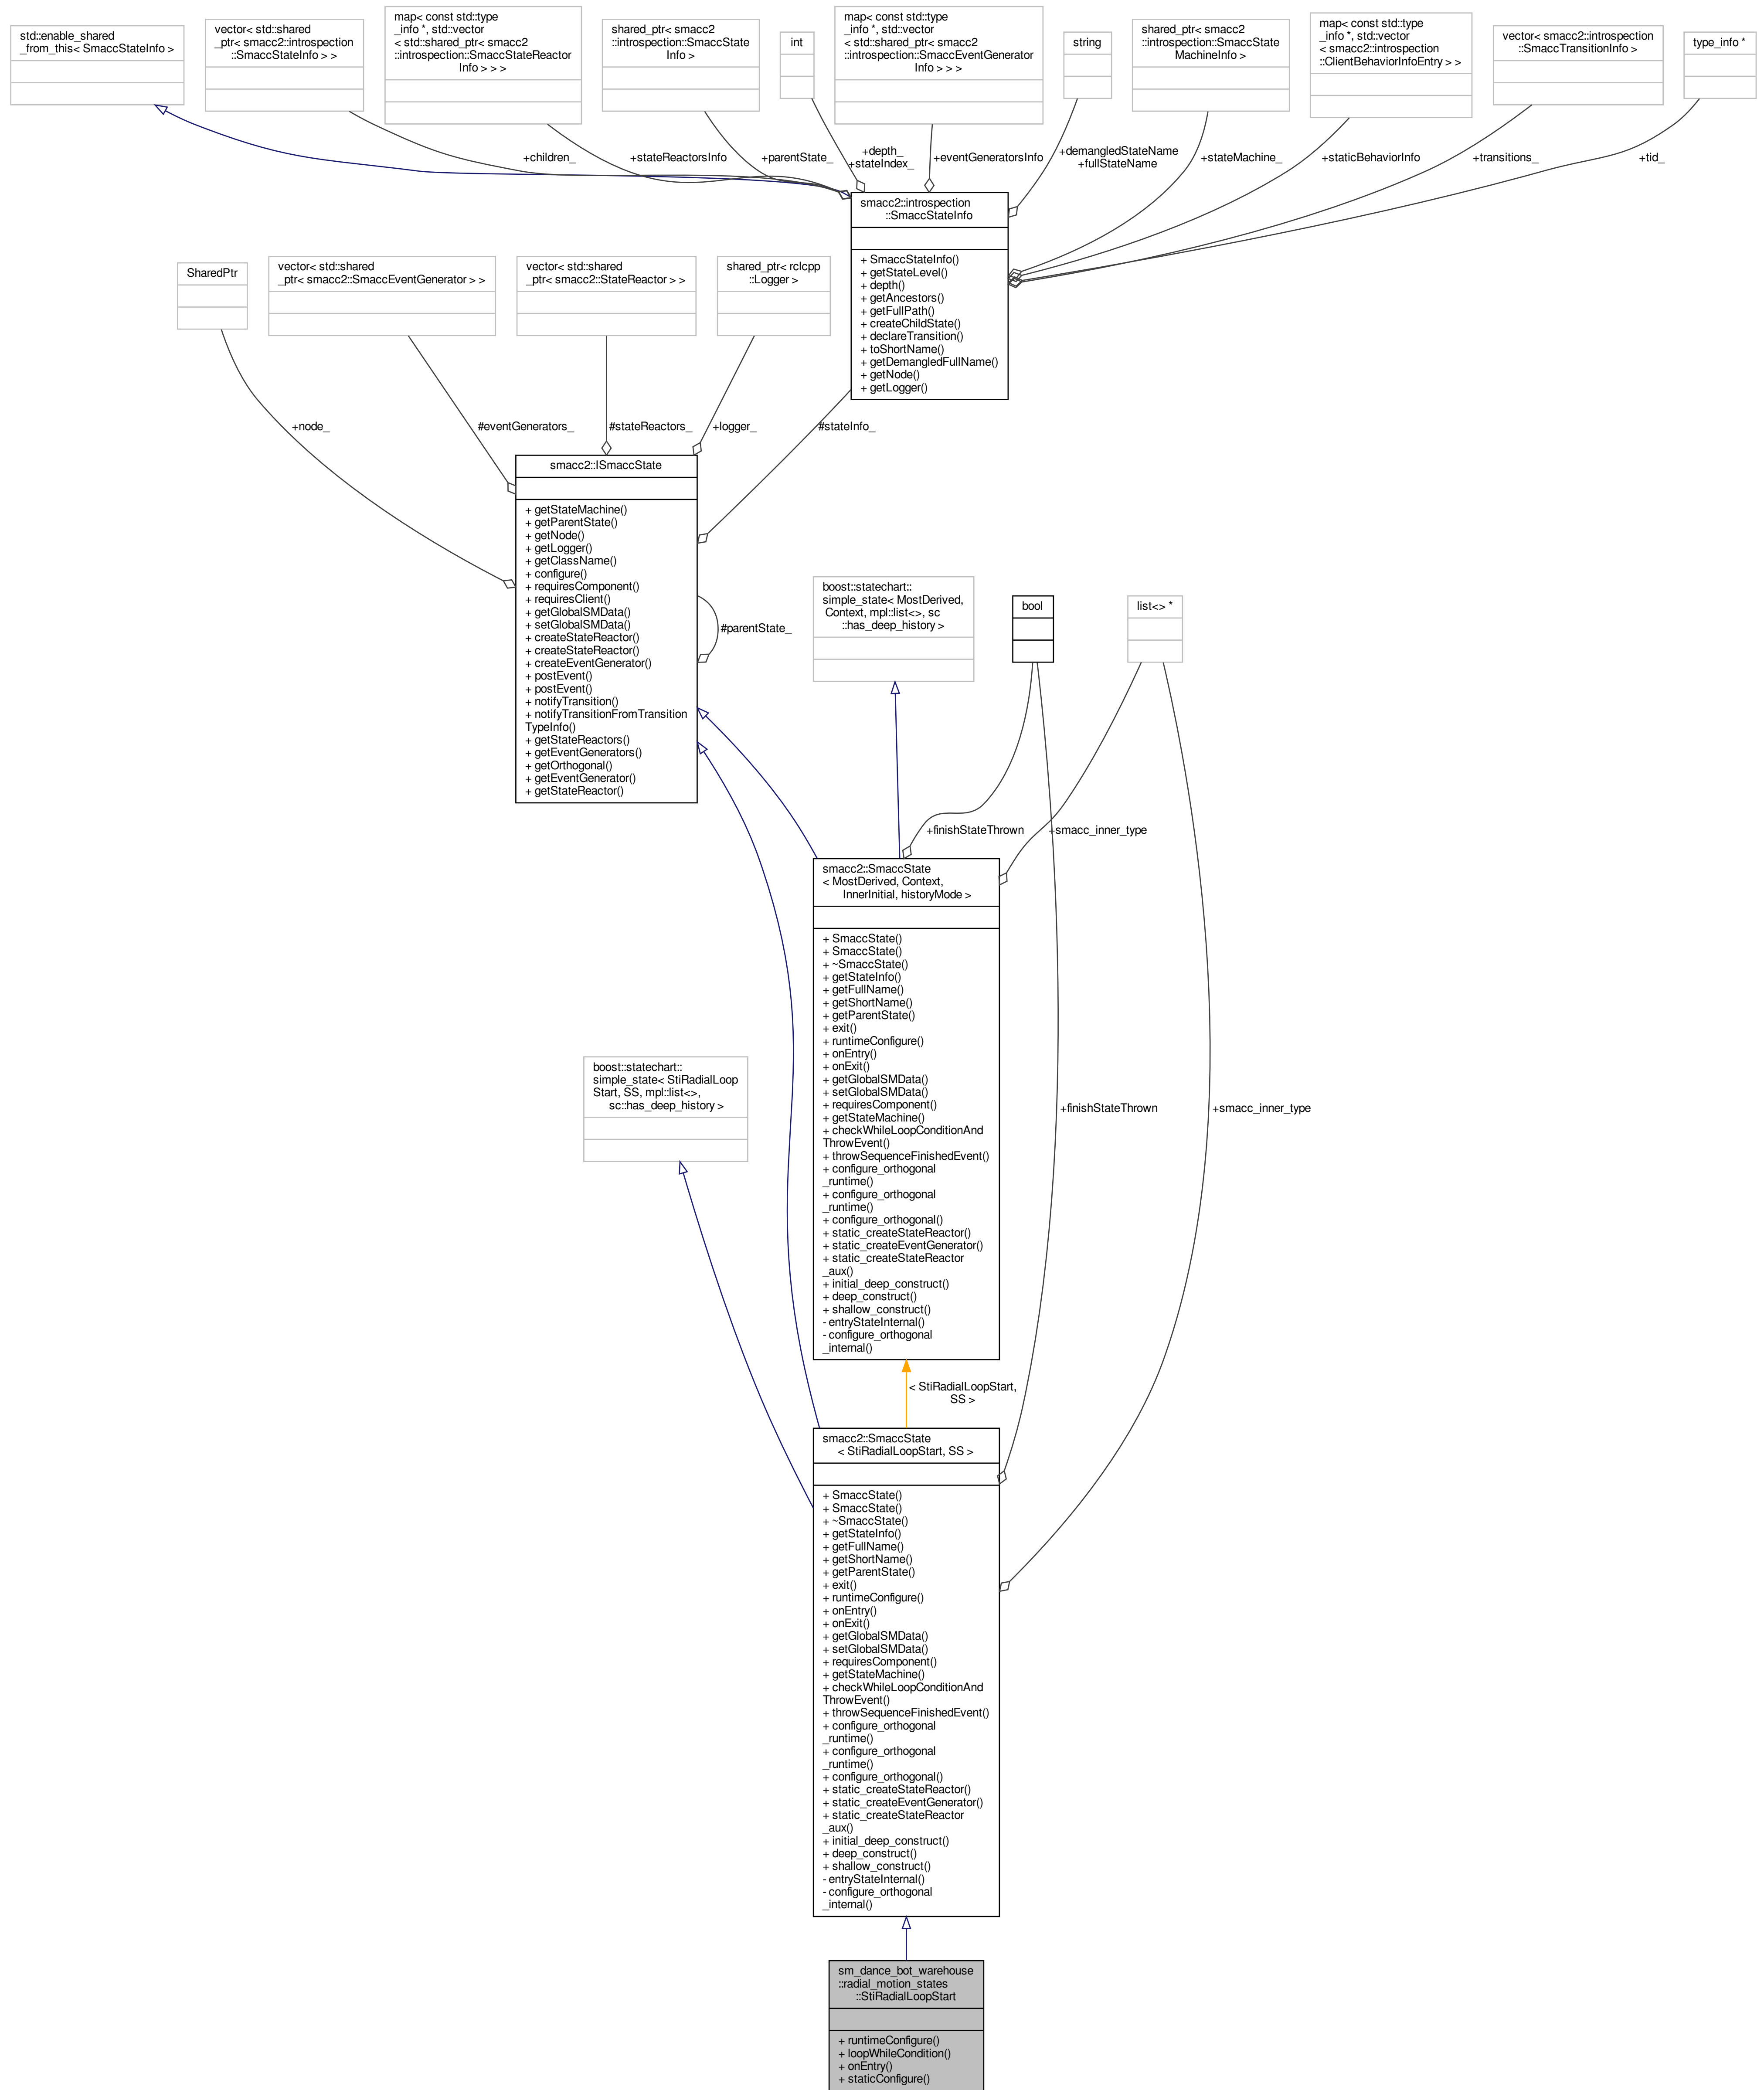 std::enable_shared
_from_this< SmaccStateInfo >
vector< std::shared
_ptr< smacc2::introspection
::SmaccStateInfo > >
map< const std::type
_info *, std::vector
< std::shared_ptr< smacc2
::introspection::SmaccStateReactor
Info > > >
shared_ptr< smacc2
::introspection::SmaccState
Info >
int
map< const std::type
_info *, std::vector
< std::shared_ptr< smacc2
::introspection::SmaccEventGenerator
Info > > >
string
shared_ptr< smacc2
::introspection::SmaccState
MachineInfo >
map< const std::type
_info *, std::vector
< smacc2::introspection
::ClientBehaviorInfoEntry > >
vector< smacc2::introspection
::SmaccTransitionInfo >
type_info *
+children_
+stateReactorsInfo
+parentState_
+depth_
+stateIndex_
+eventGeneratorsInfo
+demangledStateName
+fullStateName
+stateMachine_
+staticBehaviorInfo
+transitions_
+tid_
smacc2::introspection
::SmaccStateInfo
+ SmaccStateInfo()
+ getStateLevel()
+ depth()
+ getAncestors()
+ getFullPath()
+ createChildState()
+ declareTransition()
+ toShortName()
+ getDemangledFullName()
+ getNode()
+ getLogger()
SharedPtr
vector< std::shared
_ptr< smacc2::SmaccEventGenerator > >
vector< std::shared
_ptr< smacc2::StateReactor > >
shared_ptr< rclcpp
::Logger >
+node_
#eventGenerators_
#stateReactors_
+logger_
#stateInfo_
smacc2::ISmaccState
+ getStateMachine()
+ getParentState()
+ getNode()
+ getLogger()
+ getClassName()
+ configure()
+ requiresComponent()
+ requiresClient()
+ getGlobalSMData()
+ setGlobalSMData()
+ createStateReactor()
+ createStateReactor()
+ createEventGenerator()
+ postEvent()
+ postEvent()
+ notifyTransition()
+ notifyTransitionFromTransition
TypeInfo()
+ getStateReactors()
+ getEventGenerators()
+ getOrthogonal()
+ getEventGenerator()
+ getStateReactor()
#parentState_
boost::statechart::
simple_state< MostDerived,
Context, mpl::list<>, sc
::has_deep_history >
bool
list<> *
+finishStateThrown
+smacc_inner_type
smacc2::SmaccState
< MostDerived, Context,
InnerInitial, historyMode >
+ SmaccState()
+ SmaccState()
+ ~SmaccState()
+ getStateInfo()
+ getFullName()
+ getShortName()
+ getParentState()
+ exit()
+ runtimeConfigure()
+ onEntry()
+ onExit()
+ getGlobalSMData()
+ setGlobalSMData()
+ requiresComponent()
+ getStateMachine()
+ checkWhileLoopConditionAnd
ThrowEvent()
+ throwSequenceFinishedEvent()
+ configure_orthogonal
_runtime()
+ configure_orthogonal
_runtime()
+ configure_orthogonal()
+ static_createStateReactor()
+ static_createEventGenerator()
+ static_createStateReactor
_aux()
+ initial_deep_construct()
+ deep_construct()
+ shallow_construct()
- entryStateInternal()
- configure_orthogonal
_internal()
boost::statechart::
simple_state< StiRadialLoop
Start, SS, mpl::list<>,
sc::has_deep_history >
+finishStateThrown
+smacc_inner_type
< StiRadialLoopStart,
SS >
smacc2::SmaccState
< StiRadialLoopStart, SS >
+ SmaccState()
+ SmaccState()
+ ~SmaccState()
+ getStateInfo()
+ getFullName()
+ getShortName()
+ getParentState()
+ exit()
+ runtimeConfigure()
+ onEntry()
+ onExit()
+ getGlobalSMData()
+ setGlobalSMData()
+ requiresComponent()
+ getStateMachine()
+ checkWhileLoopConditionAnd
ThrowEvent()
+ throwSequenceFinishedEvent()
+ configure_orthogonal
_runtime()
+ configure_orthogonal
_runtime()
+ configure_orthogonal()
+ static_createStateReactor()
+ static_createEventGenerator()
+ static_createStateReactor
_aux()
+ initial_deep_construct()
+ deep_construct()
+ shallow_construct()
- entryStateInternal()
- configure_orthogonal
_internal()
sm_dance_bot_warehouse
::radial_motion_states
::StiRadialLoopStart
+ runtimeConfigure()
+ loopWhileCondition()
+ onEntry()
+ staticConfigure()